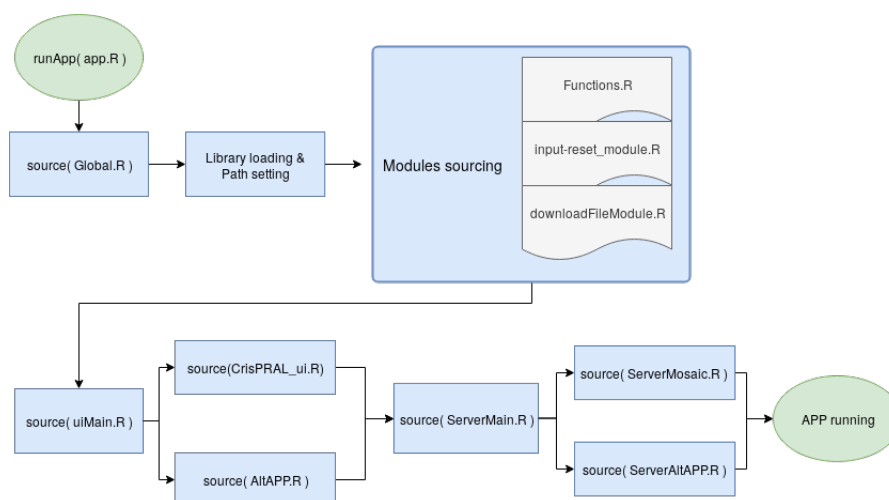 runApp( app.R )
source( Global.R )
Library loading &
Path setting
Modules sourcing
Functions.R
input-reset_module.R
downloadFileModule.R
source( uiMain.R )
source(CrisPRAL_ui.R)
source( AltAPP.R )
source( ServerMain.R )
source( ServerMosaic.R )
source( ServerAltAPP.R )
APP running